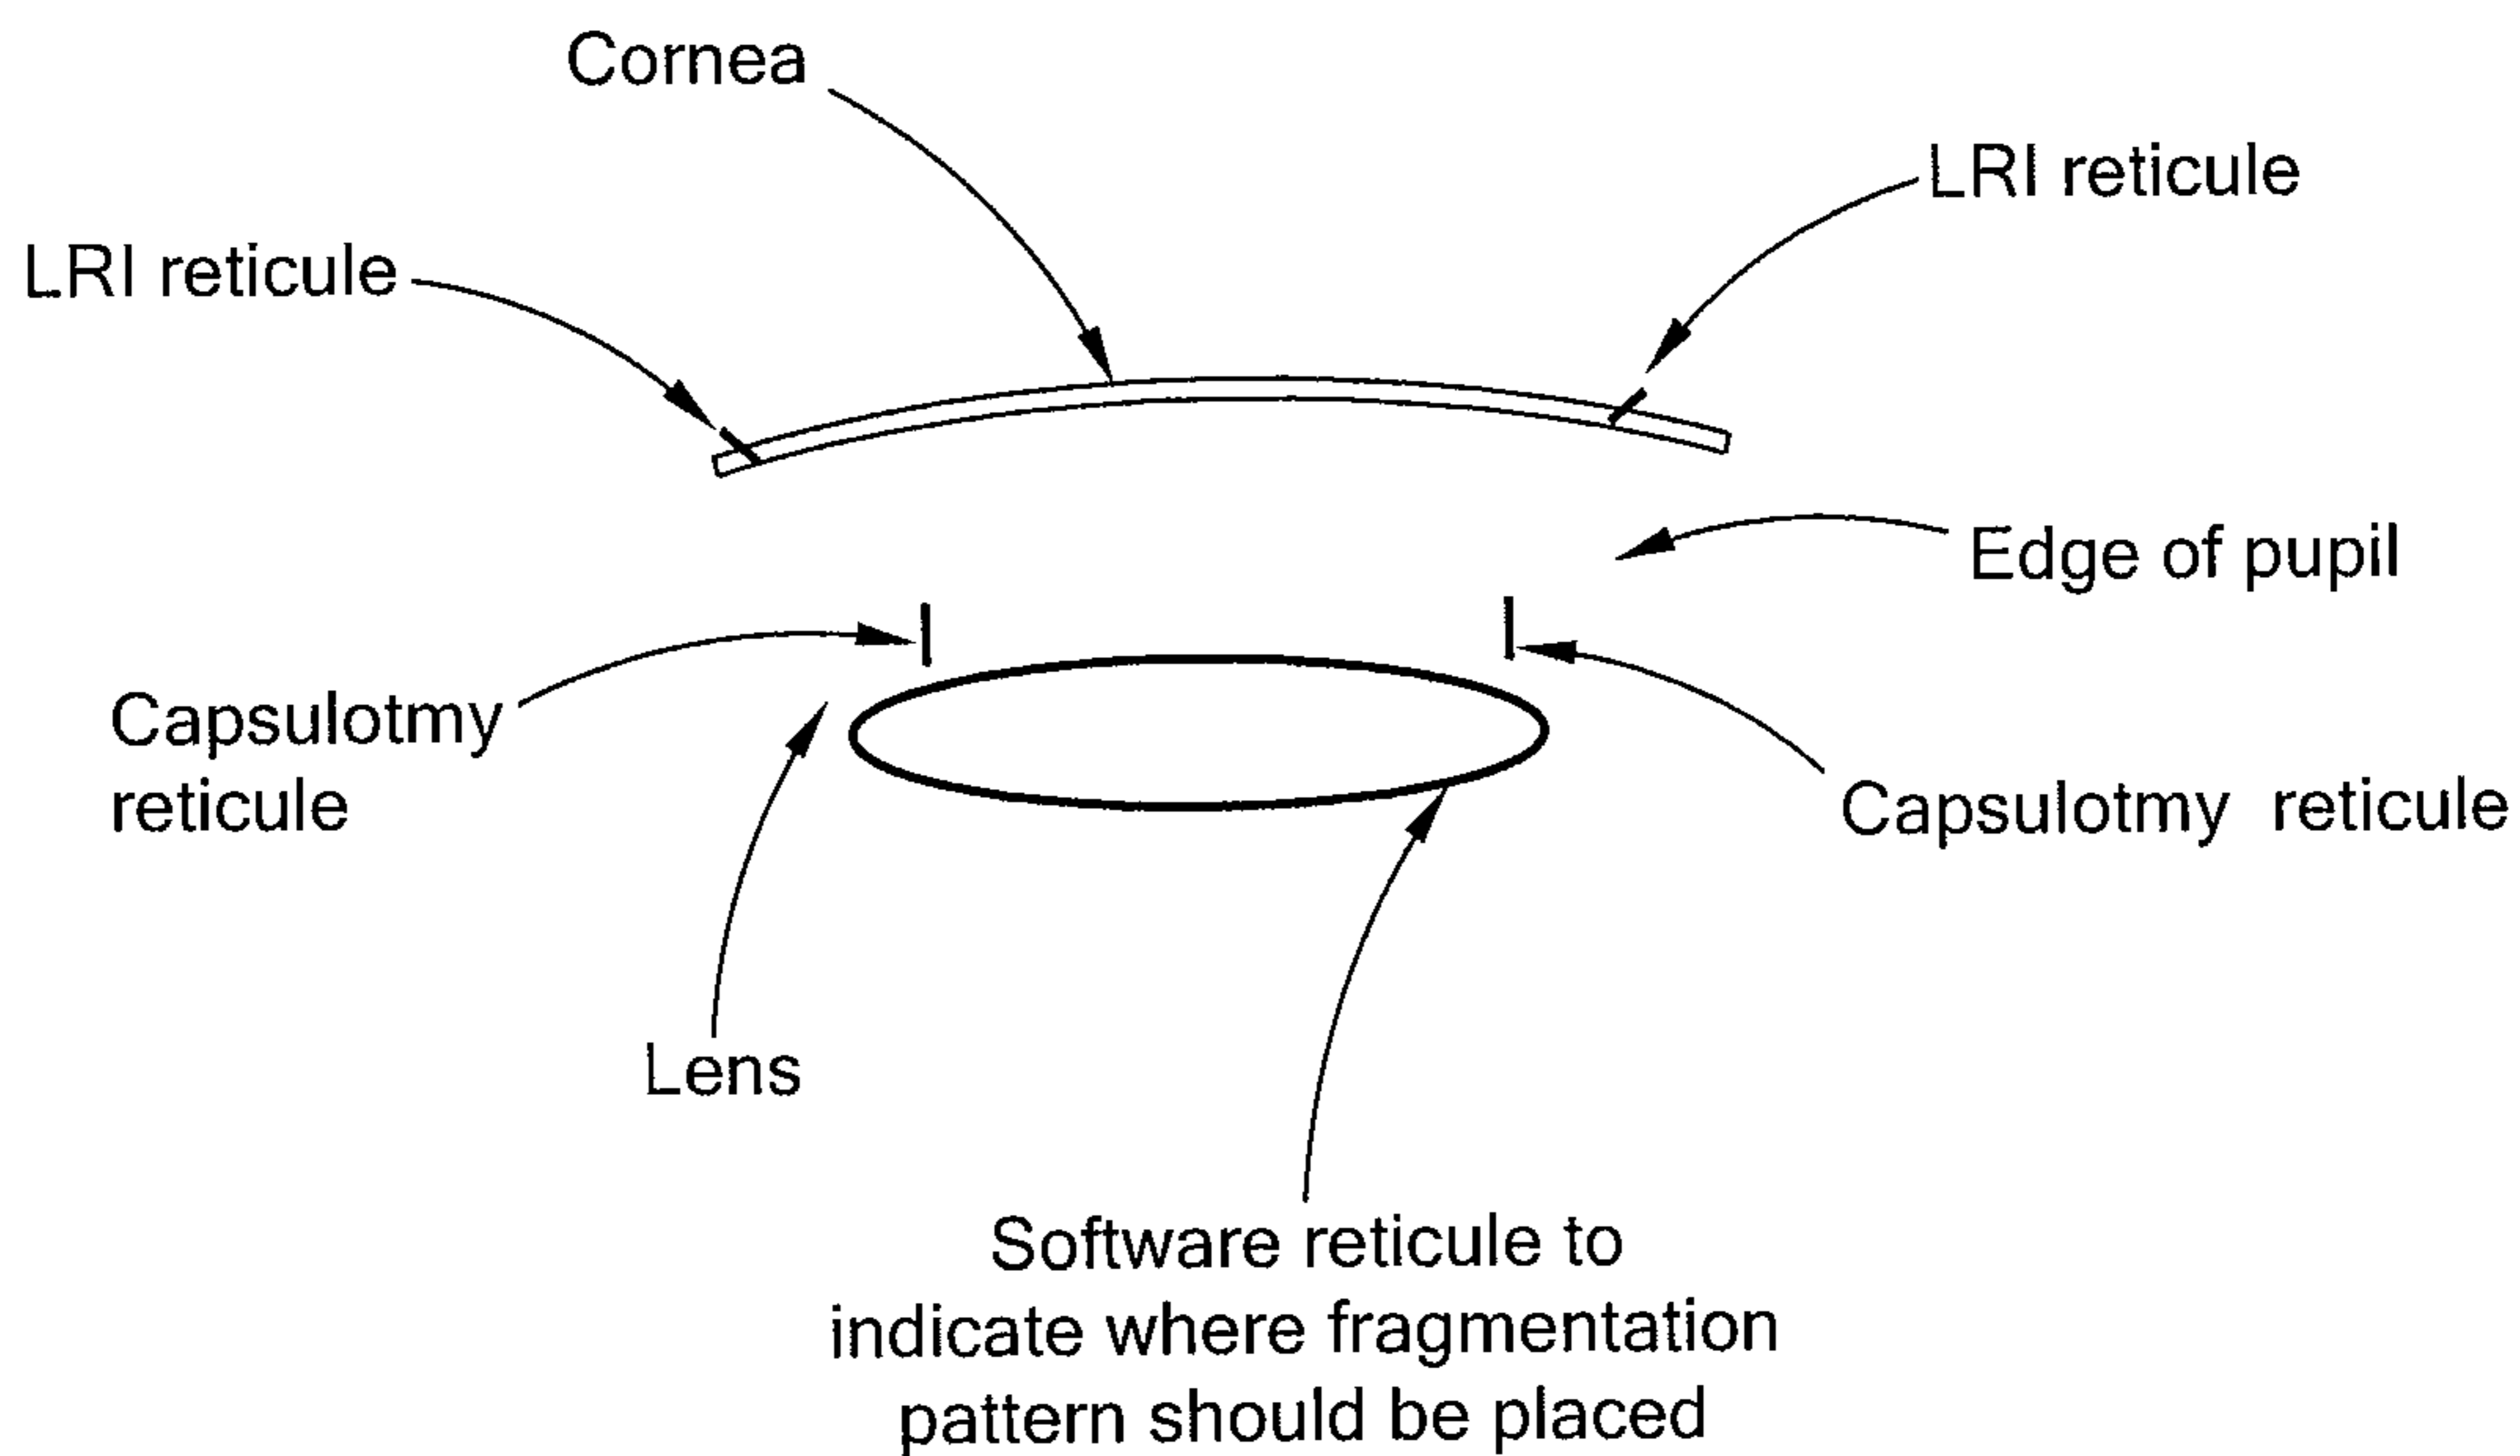 Cornea
LRI reticule
LRI reticule
Edge of pupil
Capsulotmy
reticule
Capsulotmy reticule
Lens
Software reticule to
indicate where fragmentation
pattern should be placed